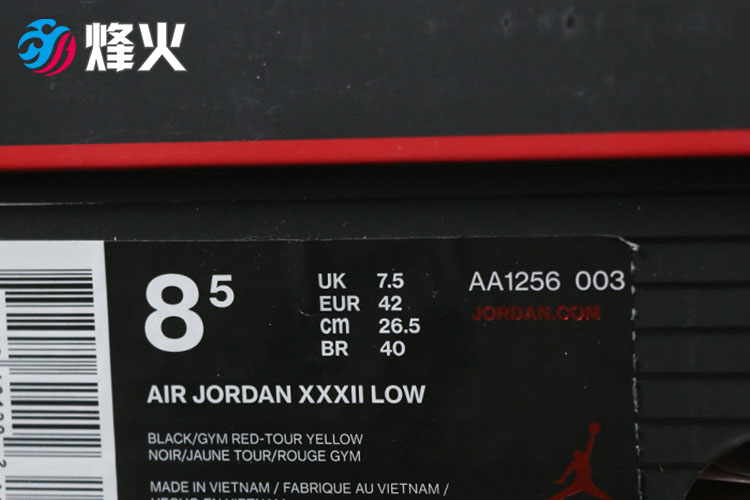 烽火
8⁵
UK 7.5
EUR 42
cm 26.5
BR 40
AA1256 003
JORDAN.COM
AIR JORDAN XXXII LOW
BLACK/GYM RED-TOUR YELLOW
NOIR/JAUNE TOUR/ROUGE GYM
MADE IN VIETNAM / FABRIQUE AU VIETNAM /